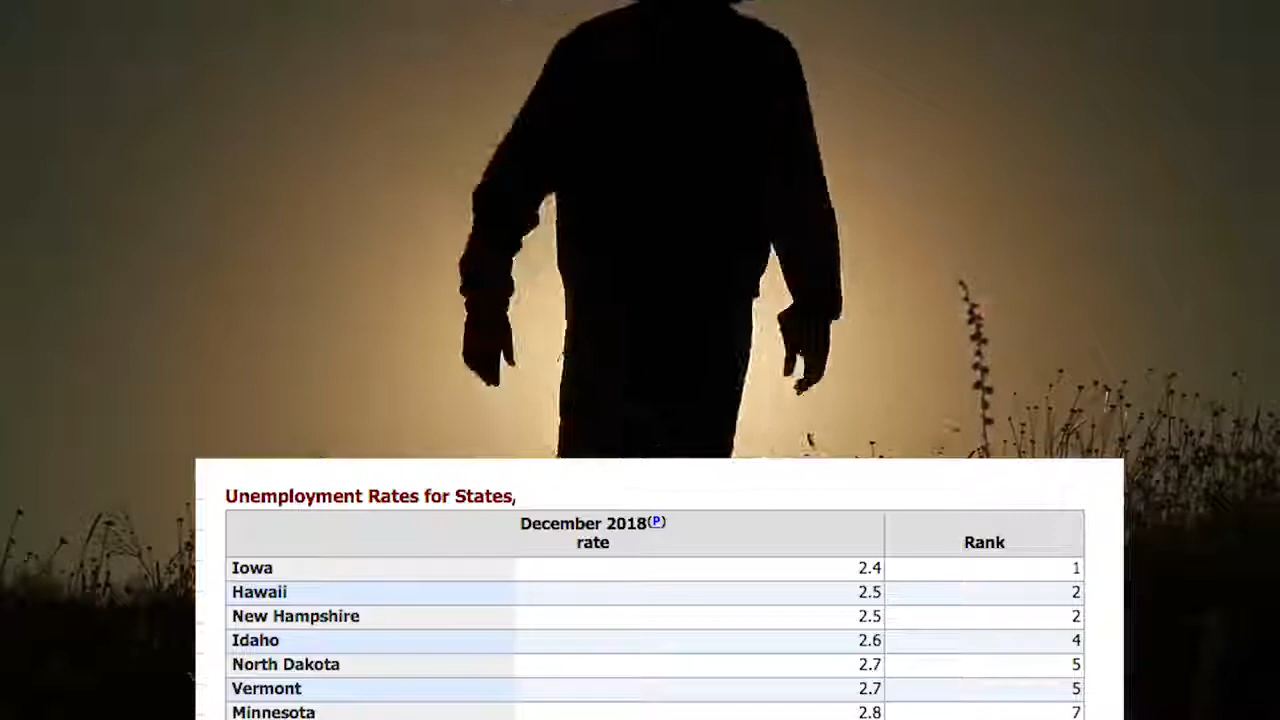 Unemployment Rates for States,
December 2018(P)
rate
Rank
Iowa 2.4 1
Hawaii 2.5 2
New Hampshire 2.5 2
Idaho 2.6 4
North Dakota 2.7 5
Vermont 2.7 5
Minnesota 2.8 7